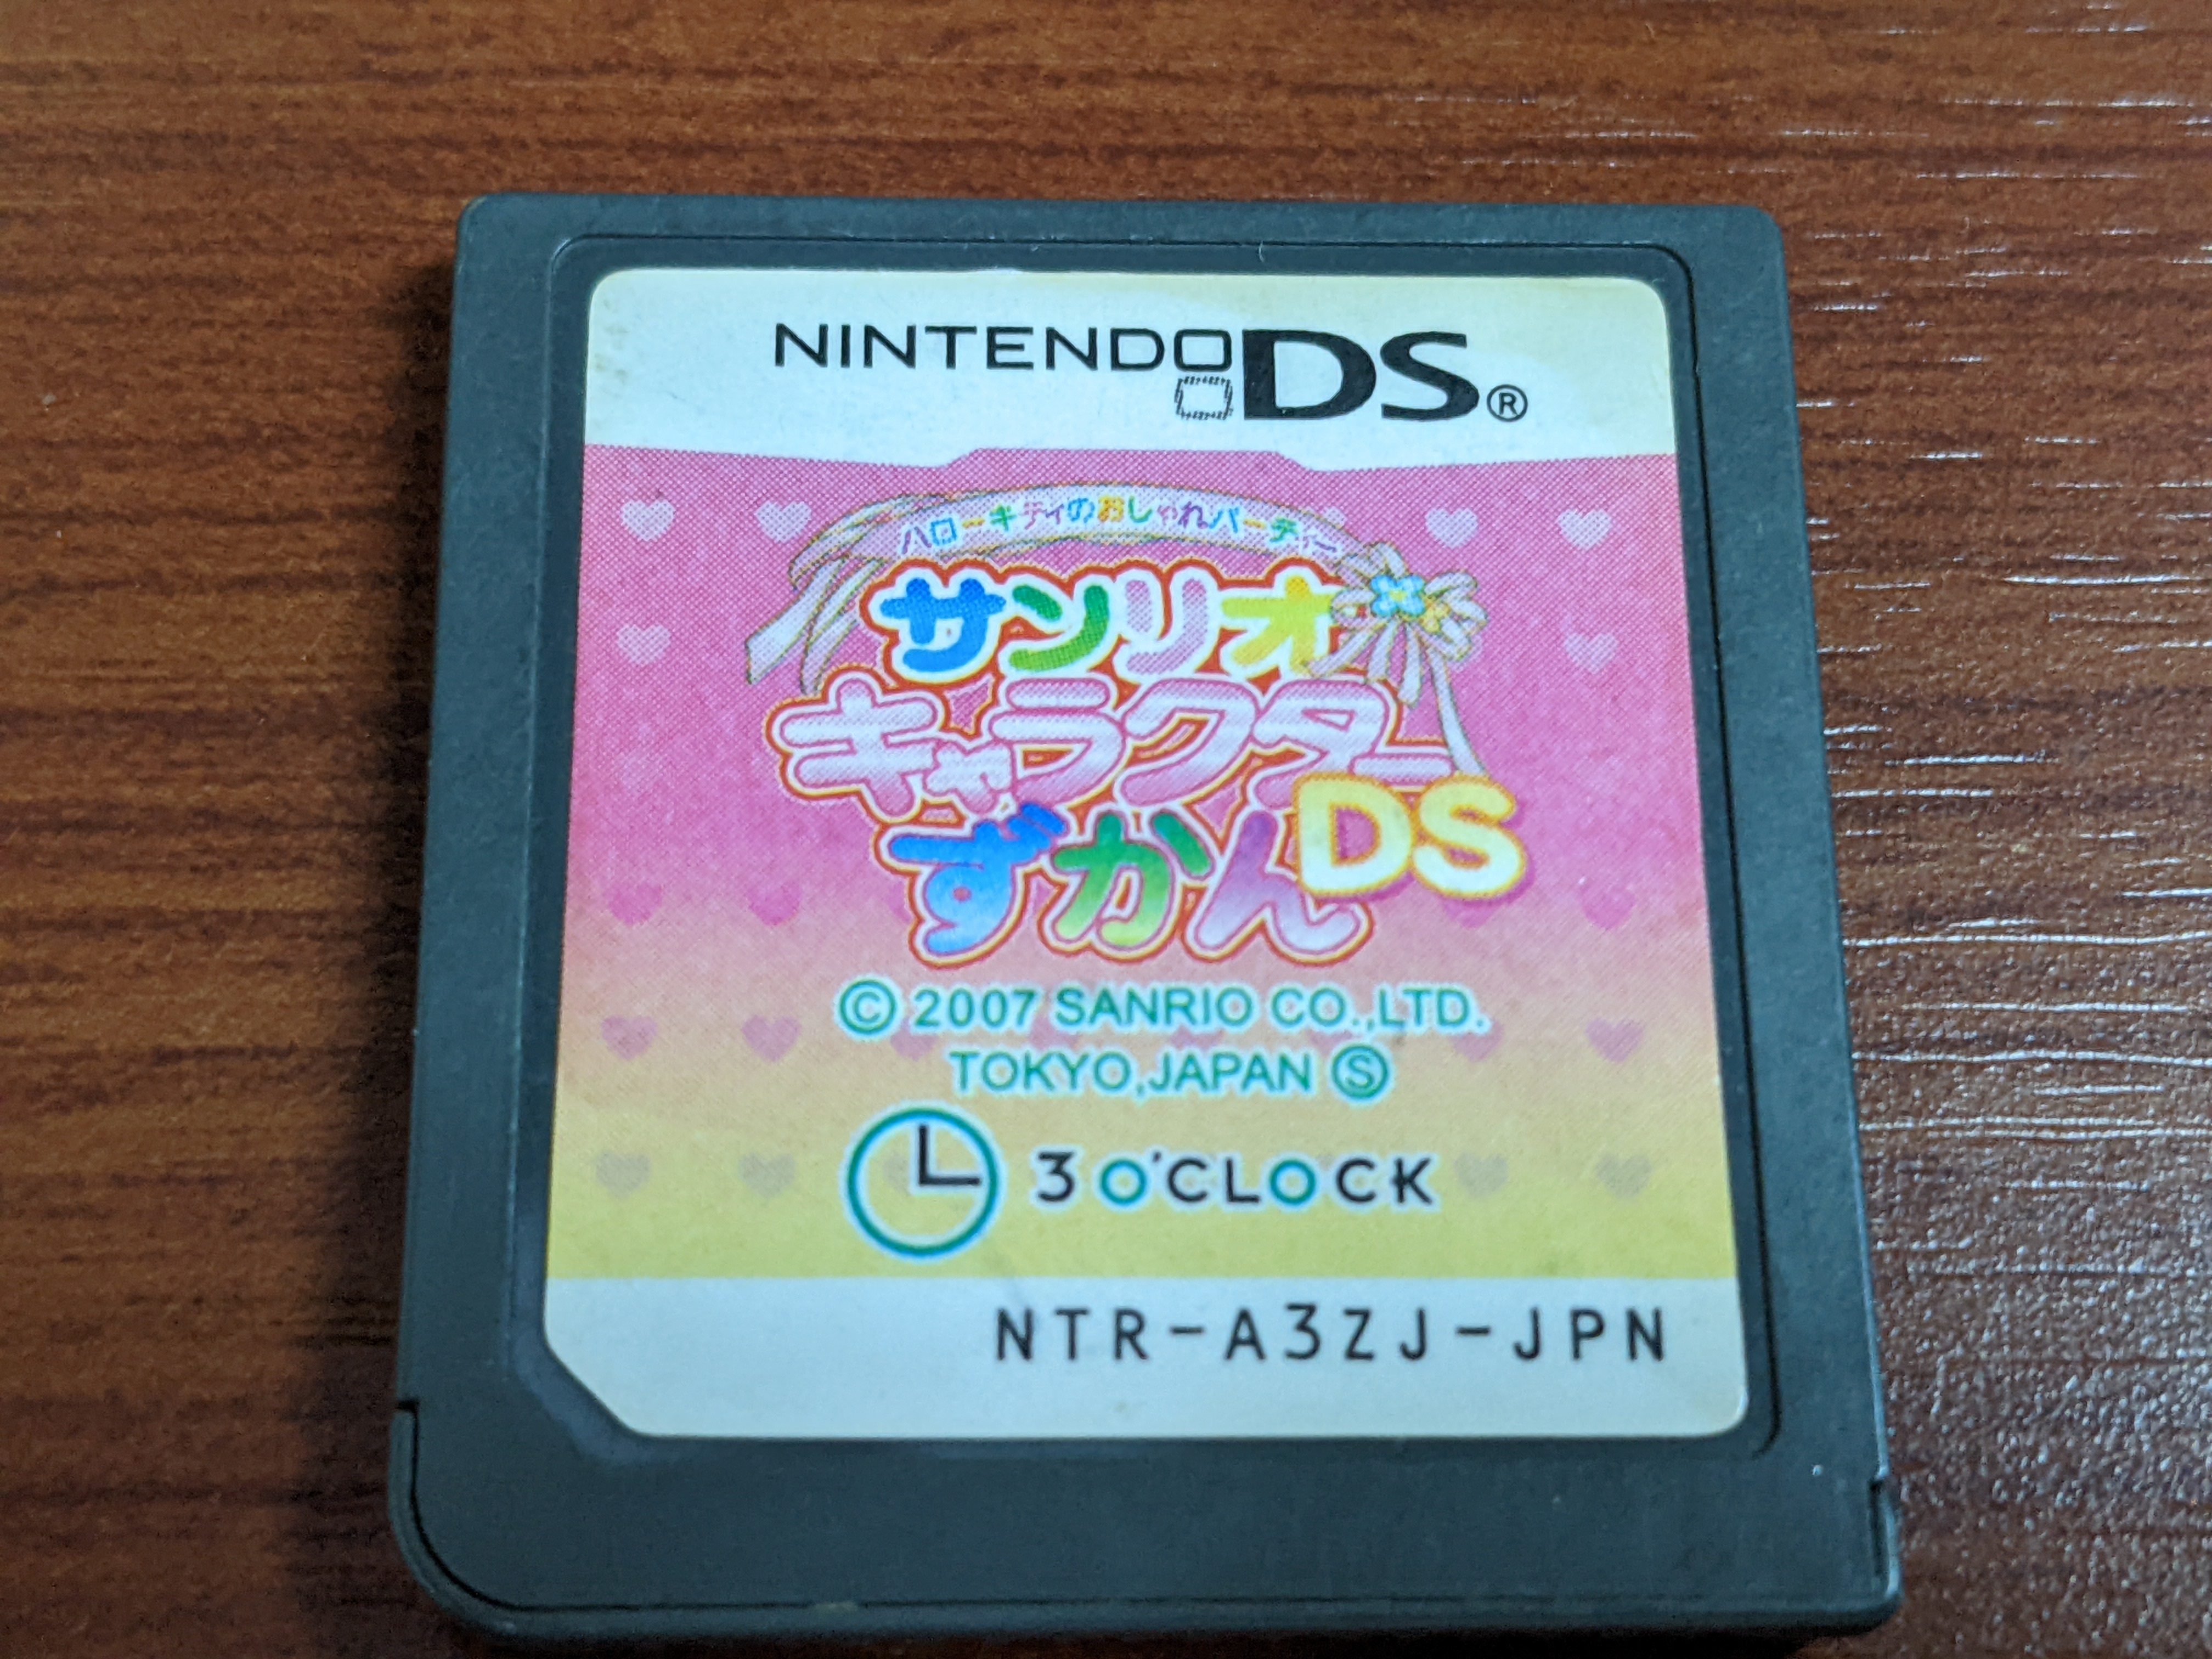 NINTENDO DS®
ハローキティのおしゃれパーティー
サンリオ
キャラクター
ずかんDS
© 2007 SANRIO CO.,LTD.
TOKYO,JAPAN Ⓢ
3 O'CLOCK
NTR-A3ZJ-JPN